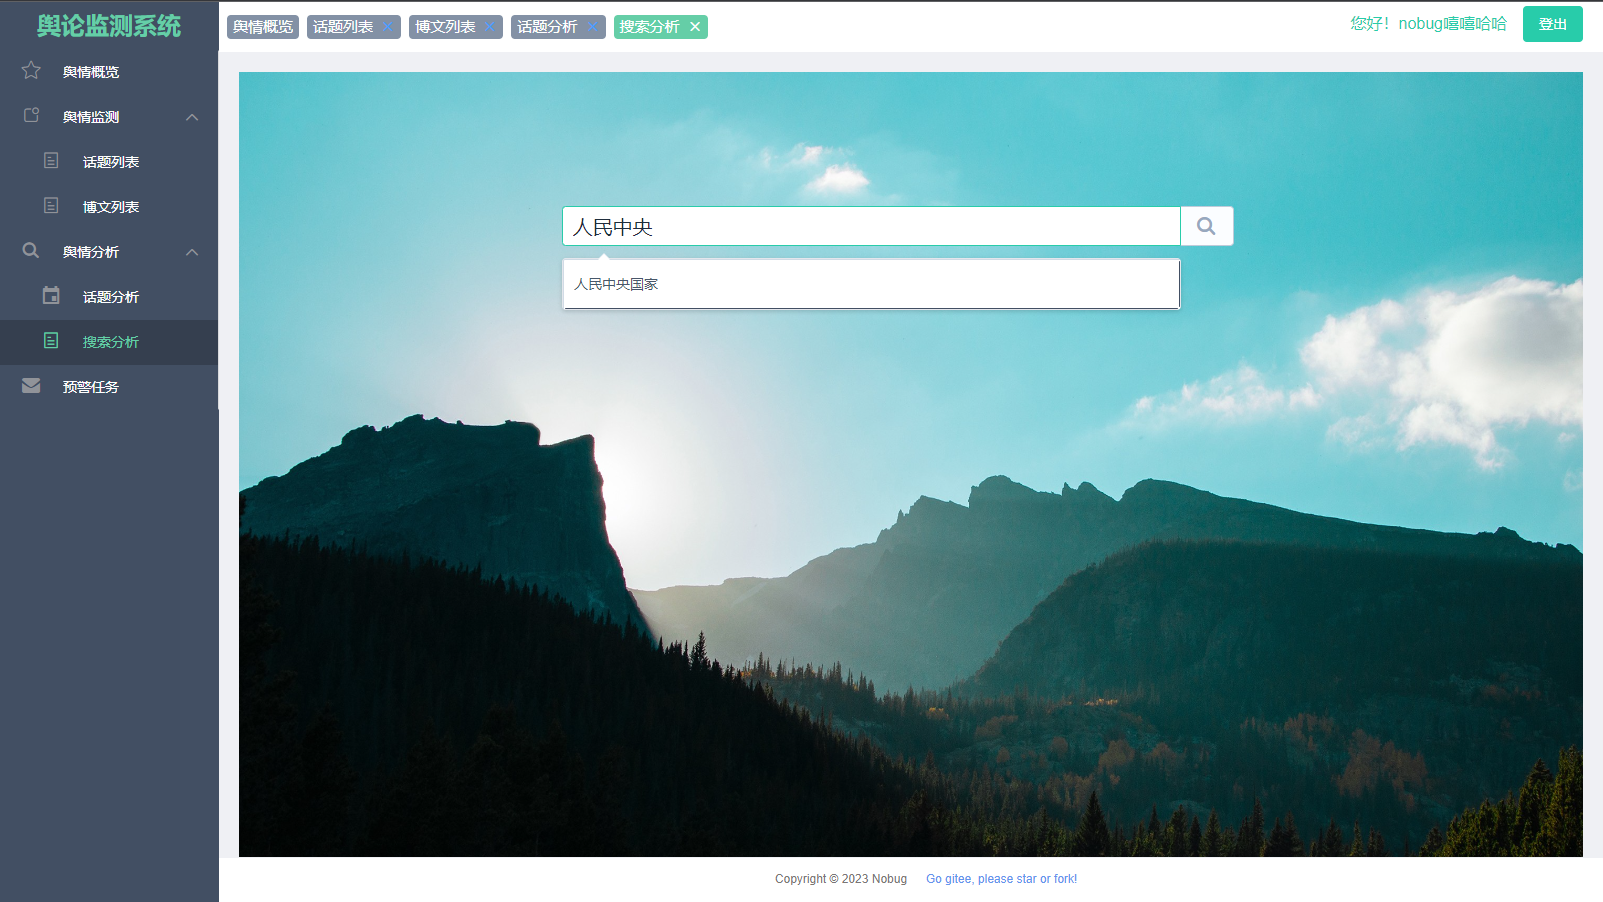 舆论监测系统
舆情概览
舆情监测
话题列表
博文列表
舆情分析
话题分析
搜索分析
预警任务
舆情概览 话题列表 博文列表 话题分析 搜索分析
您好！nobug嘻嘻哈哈 登出
人民中央
人民中央国家
Copyright © 2023 Nobug Go gitee, please star or fork!